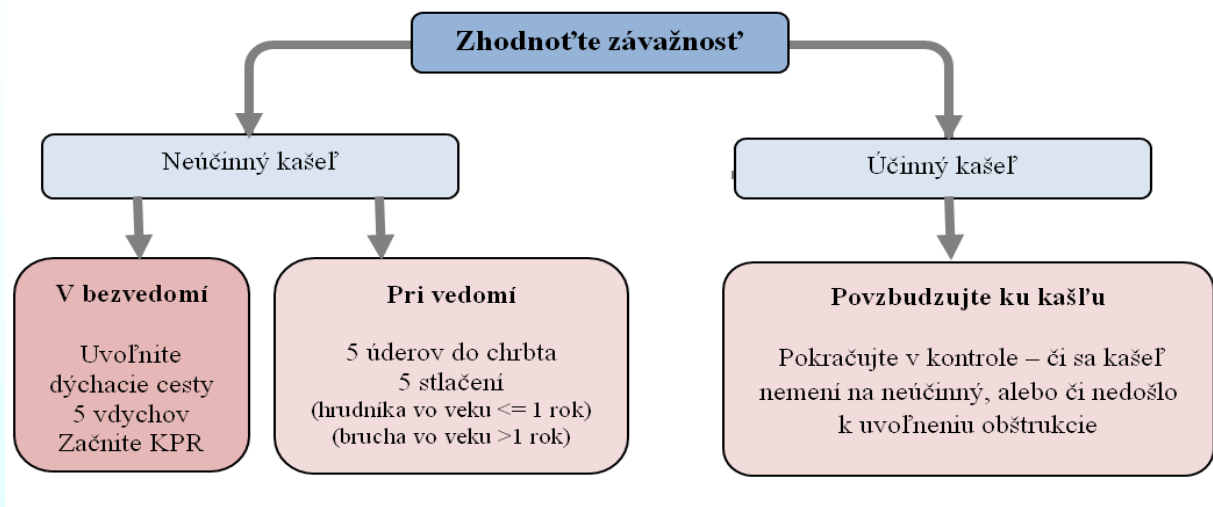 Zhodnoťte závažnosť
Neúčinný kašeľ
Účinný kašeľ
V bezvedomí
Uvoľnite
dýchacie cesty
5 vdychov
Začnite KPR
Pri vedomí
5 úderov do chrbta
5 stlačení
(hrudníka vo veku <= 1 rok)
(brucha vo veku >1 rok)
Povzbudzujte ku kašľu
Pokračujte v kontrole – či sa kašeľ
nemení na neúčinný, alebo či nedošlo
k uvoľneniu obštrukcie